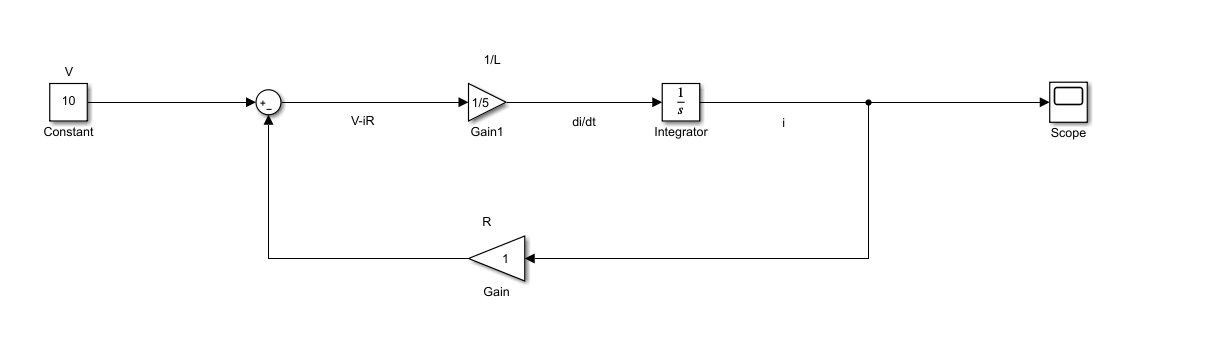 V
10
Constant
+
−
V-iR
1/L
1/5
Gain1
di/dt
1
s
Integrator
i
Scope
R
1
Gain